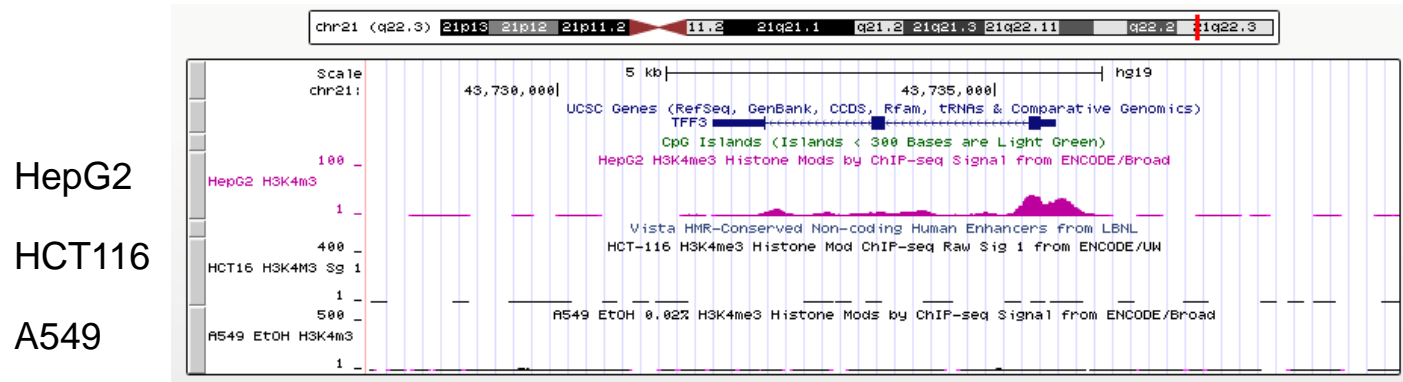 chr21 (q22.3) 21p13 21p12 21p11.2 11.2 21q21.1 q21.2 21q21.3 21q22.11 q22.2 21q22.3
Scale 5 kb hg19
chr21: 43,730,000 43,735,000
UCSC Genes (RefSeq, GenBank, CCDS, Rfam, tRNAs & Comparative Genomics)
TFF3
CpG Islands (Islands < 300 Bases are Light Green)
100 _ HepG2 H3K4me3 Histone Mods by ChIP-seq Signal from ENCODE/Broad
HepG2
HepG2 H3K4m3
1 _
Vista HMR-Conserved Non-coding Human Enhancers from LBNL
400 _ HCT-116 H3K4me3 Histone Mod ChIP-seq Raw Sig 1 from ENCODE/UW
HCT116
HCT16 H3K4M3 Sg 1
1 _
500 _ A549 EtOH 0.02% H3K4me3 Histone Mods by ChIP-seq Signal from ENCODE/Broad
A549
A549 EtOH H3K4m3
1 _